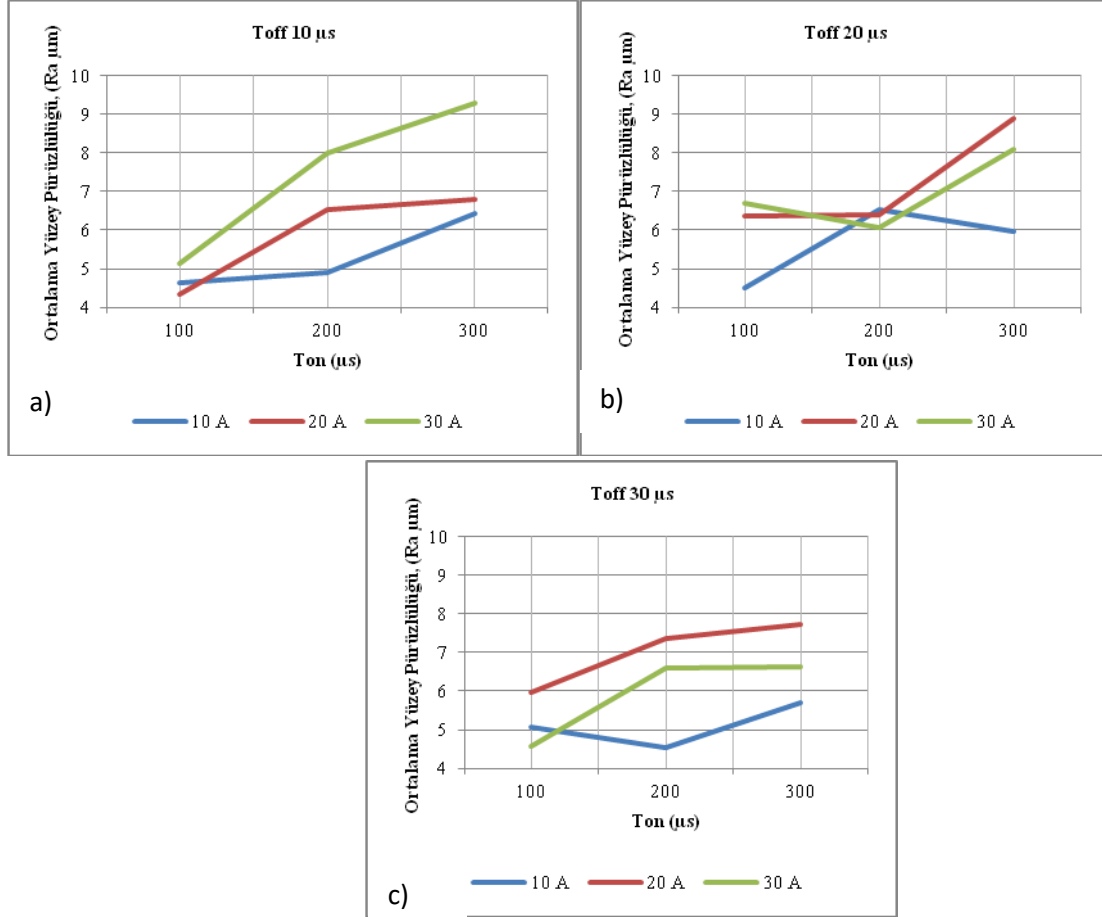 Toff 10 µs
Ortalama Yüzey Pürüzlülüğü, (Ra µm)
10
9
8
7
6
5
4
100 200 300
Ton (µs)
a)
10 A 20 A 30 A
Toff 20 µs
Ortalama Yüzey Pürüzlülüğü, (Ra µm)
10
9
8
7
6
5
4
100 200 300
Ton (µs)
b)
10 A 20 A 30 A
Toff 30 µs
Ortalama Yüzey Pürüzlülüğü, (Ra µm)
10
9
8
7
6
5
4
100 200 300
Ton (µs)
10 A 20 A 30 A
c)